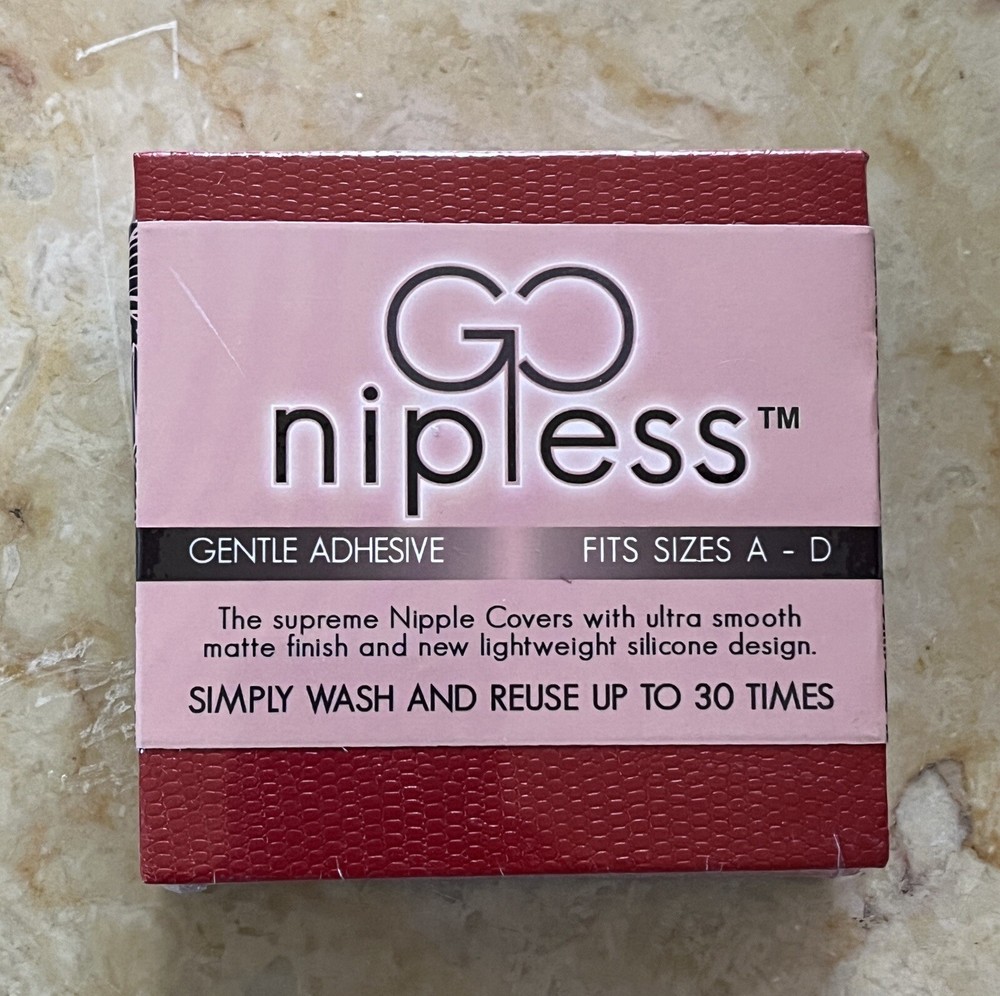 GO
nipless™
GENTLE ADHESIVE FITS SIZES A - D
The supreme Nipple Covers with ultra smooth
matte finish and new lightweight silicone design.
SIMPLY WASH AND REUSE UP TO 30 TIMES